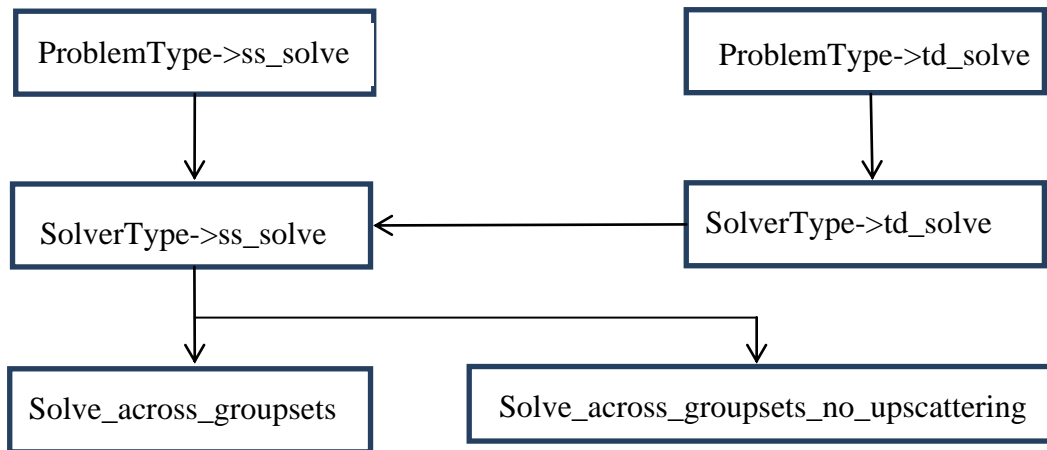 ProblemType->ss_solve
ProblemType->td_solve
SolverType->ss_solve
SolverType->td_solve
Solve_across_groupsets
Solve_across_groupsets_no_upscattering